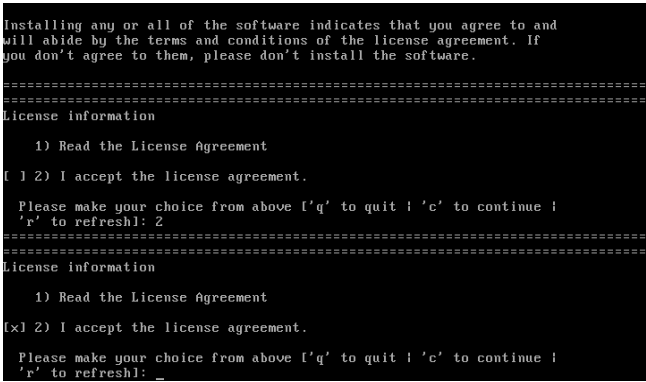 Installing any or all of the software indicates that you agree to and
will abide by the terms and conditions of the license agreement. If
you don't agree to them, please don't install the software.
================================================================================
================================================================================
License information
1) Read the License Agreement
[ ] 2) I accept the license agreement.
Please make your choice from above ['q' to quit | 'c' to continue |
'r' to refresh]: 2
================================================================================
================================================================================
License information
1) Read the License Agreement
[x] 2) I accept the license agreement.
Please make your choice from above ['q' to quit | 'c' to continue |
'r' to refresh]: _